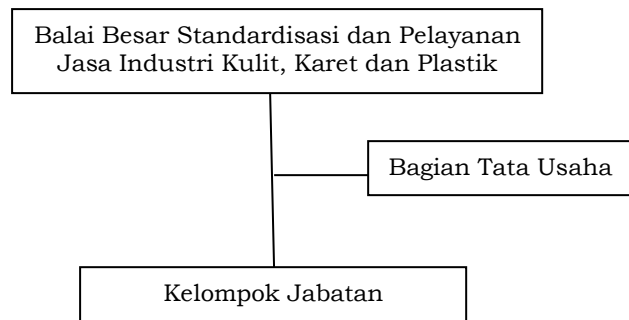 Balai Besar Standardisasi dan Pelayanan
Jasa Industri Kulit, Karet dan Plastik
Bagian Tata Usaha
Kelompok Jabatan